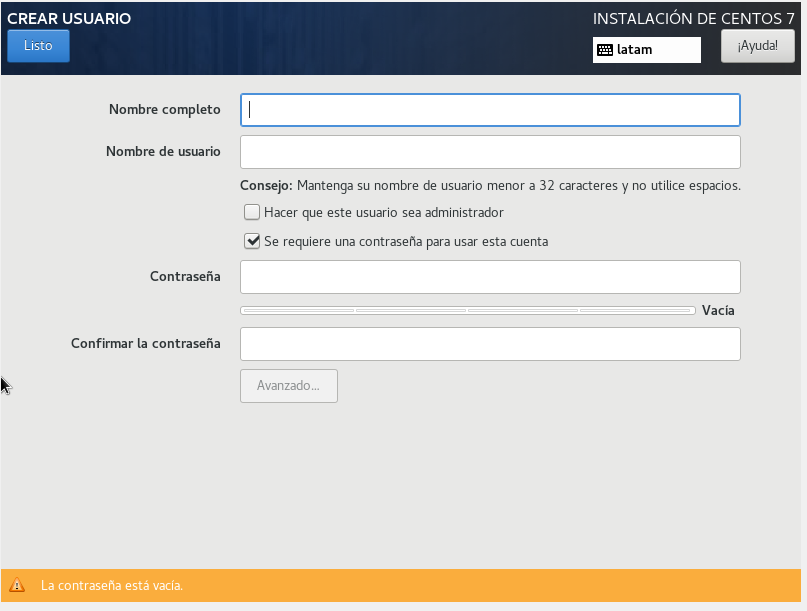 CREAR USUARIO
INSTALACIÓN DE CENTOS 7
Listo
latam
¡Ayuda!
Nombre completo
Nombre de usuario
Consejo: Mantenga su nombre de usuario menor a 32 caracteres y no utilice espacios.
Hacer que este usuario sea administrador
Se requiere una contraseña para usar esta cuenta
Contraseña
Vacía
Confirmar la contraseña
Avanzado...
La contraseña está vacía.